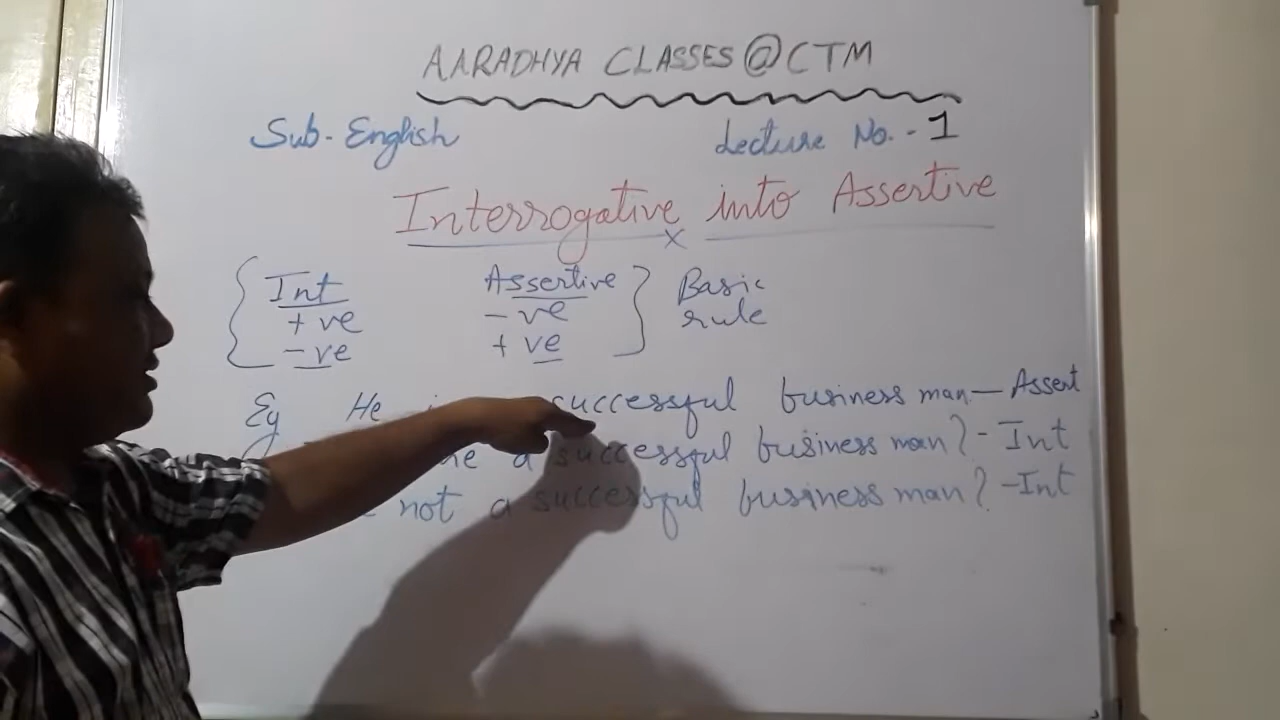 AARADHYA CLASSES @ CTM
Sub- English
Lecture No. - 1
Interrogative into Assertive
Int Assertive
+ ve - ve
- ve + ve
Basic rule
Eg He successful business man - Assert
he a successful business man? - Int
not a successful business man? - Int